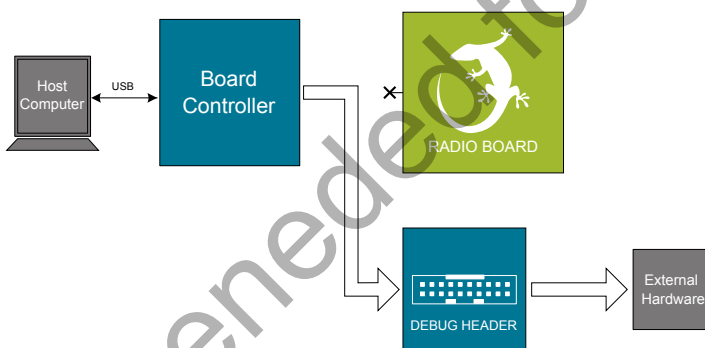 Host
Computer
USB
Board
Controller
RADIO BOARD
DEBUG HEADER
External
Hardware